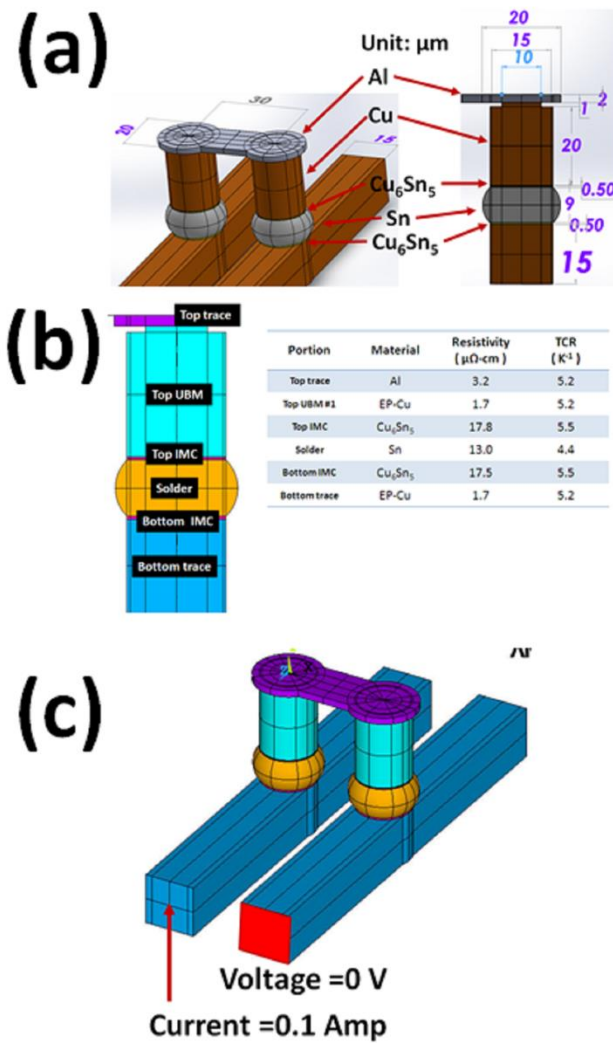 (a)
Unit: μm
Al
Cu
Cu6Sn5
Sn
Cu6Sn5
20
30
15
20
15
10
2
1
20
0.50
9
0.50
15
(b)
Top trace
Top UBM
Top IMC
Solder
Bottom IMC
Bottom trace
Portion Material Resistivity (μΩ-cm) TCR (K-1)
Top trace Al 3.2 5.2
Top UBM #1 EP-Cu 1.7 5.2
Top IMC Cu6Sn5 17.8 5.5
Solder Sn 13.0 4.4
Bottom IMC Cu6Sn5 17.5 5.5
Bottom trace EP-Cu 1.7 5.2
(c)
Voltage =0 V
Current =0.1 Amp